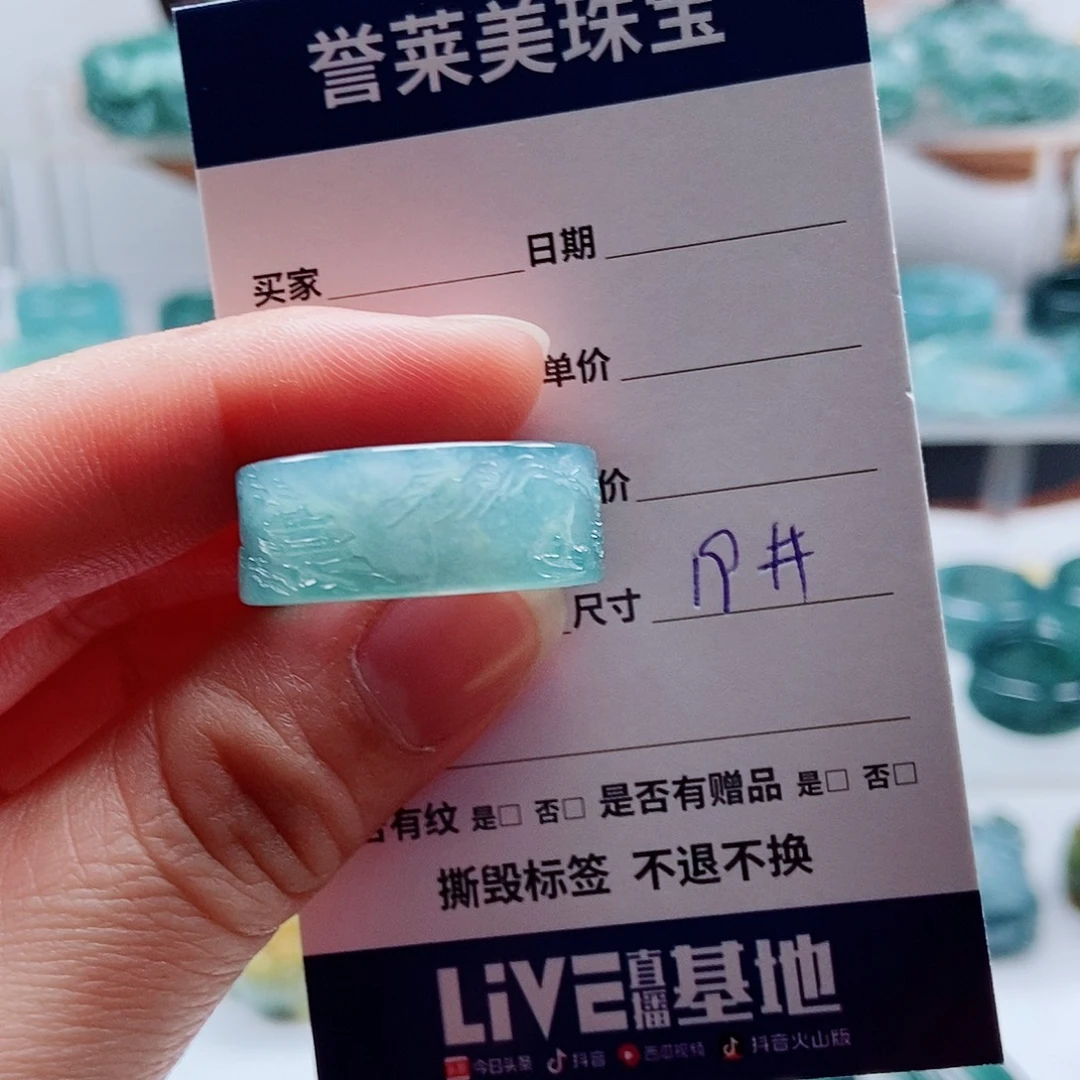 誉莱美珠宝
买家 日期
单价
价
尺寸 #
有纹 是□ 否□ 是否有赠品 是□ 否□
撕毁标签 不退不换
LiVE直播基地
今日头条 抖音 西瓜视频 抖音火山版